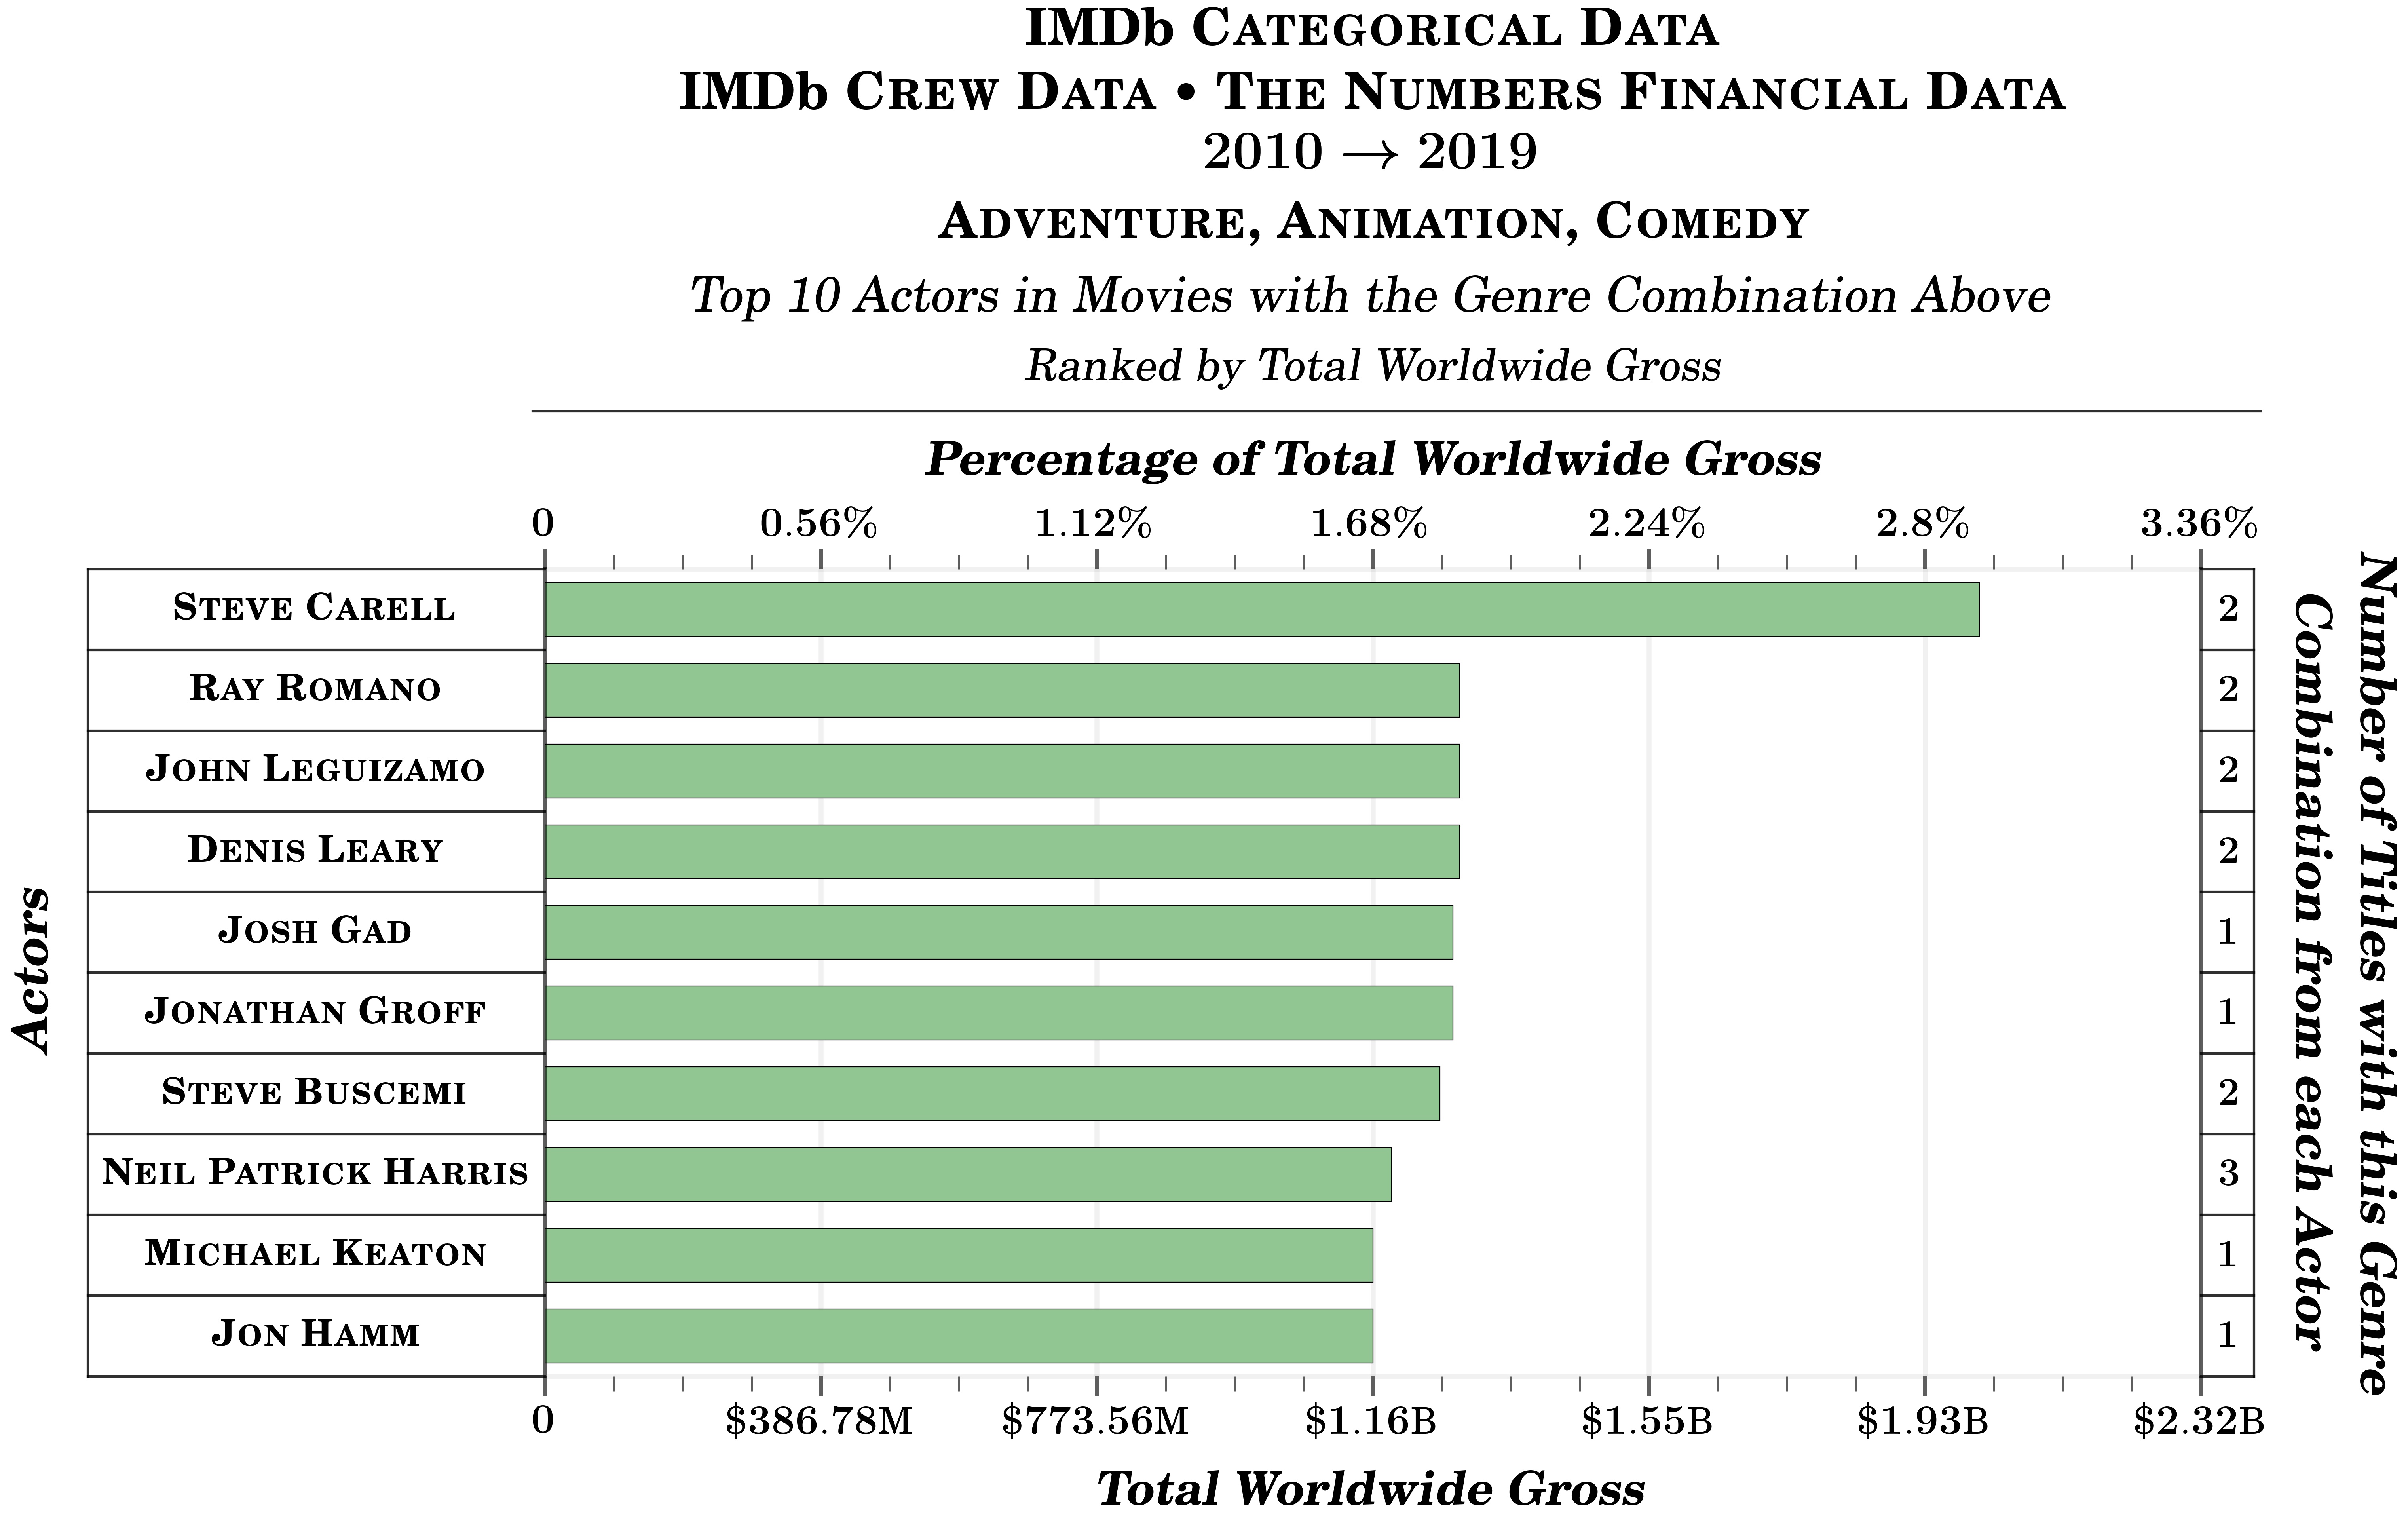 IMDb Categorical Data
IMDb Crew Data • The Numbers Financial Data
2010 → 2019
Adventure, Animation, Comedy
Top 10 Actors in Movies with the Genre Combination Above
Ranked by Total Worldwide Gross
Percentage of Total Worldwide Gross
0 0.56% 1.12% 1.68% 2.24% 2.8% 3.36%
Actors
Steve Carell 2
Ray Romano 2
John Leguizamo 2
Denis Leary 2
Josh Gad 1
Jonathan Groff 1
Steve Buscemi 2
Neil Patrick Harris 3
Michael Keaton 1
Jon Hamm 1
Number of Titles with this Genre
Combination from each Actor
0 $386.78M $773.56M $1.16B $1.55B $1.93B $2.32B
Total Worldwide Gross